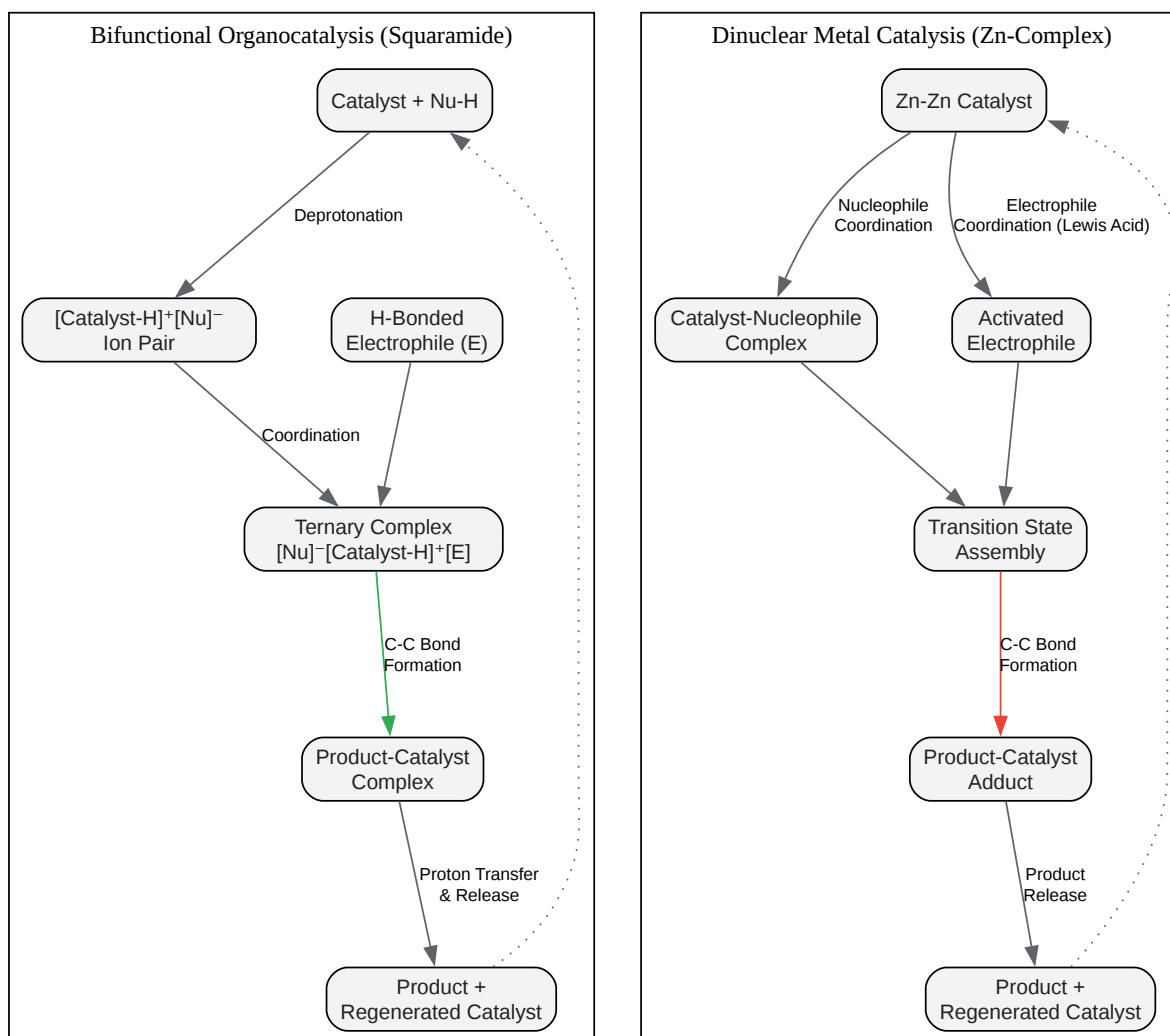 Bifunctional Organocatalysis (Squaramide)
Catalyst + Nu-H
Deprotonation
[Catalyst-H]⁺[Nu]⁻
Ion Pair
H-Bonded
Electrophile (E)
Coordination
Ternary Complex
[Nu]⁻[Catalyst-H]⁺[E]
C-C Bond
Formation
Product-Catalyst
Complex
Proton Transfer
& Release
Product +
Regenerated Catalyst
Dinuclear Metal Catalysis (Zn-Complex)
Zn-Zn Catalyst
Nucleophile
Coordination
Electrophile
Coordination (Lewis Acid)
Catalyst-Nucleophile
Complex
Activated
Electrophile
Transition State
Assembly
C-C Bond
Formation
Product-Catalyst
Adduct
Product
Release
Product +
Regenerated Catalyst